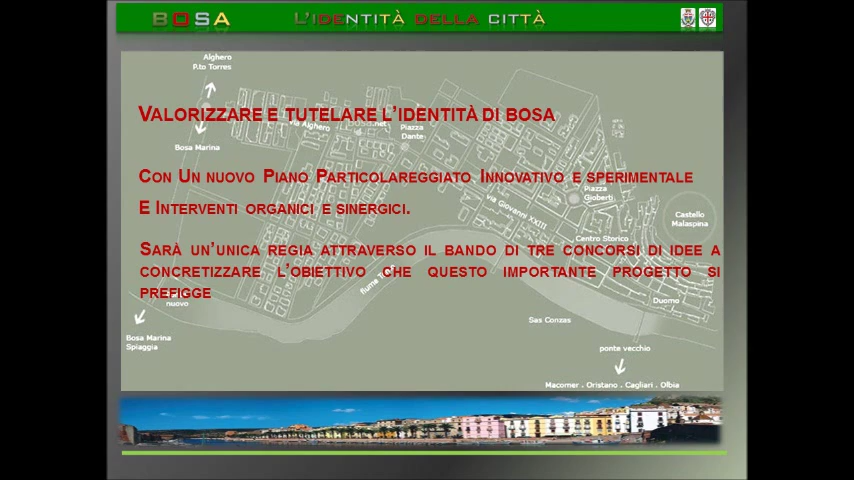 BOSA L'IDENTITÀ DELLA CITTÀ
Alghero
P.to Torres
VALORIZZARE E TUTELARE L'IDENTITÀ DI BOSA
via Alghero
Piazza
Dante
Bosa Marina
CON UN NUOVO PIANO PARTICOLAREGGIATO INNOVATIVO E SPERIMENTALE
Piazza
Gioberti
E INTERVENTI ORGANICI E SINERGICI.
via Giovanni XXIII
Castello
Malaspina
Centro Storico
SARÀ UN'UNICA REGIA ATTRAVERSO IL BANDO DI TRE CONCORSI DI IDEE A
CONCRETIZZARE L'OBIETTIVO CHE QUESTO IMPORTANTE PROGETTO SI
PREFIGGE
fiume
nuovo
Duomo
Sas Conzas
Bosa Marina
Spiaggia
ponte vecchio
Macomer . Oristano . Cagliari . Olbia